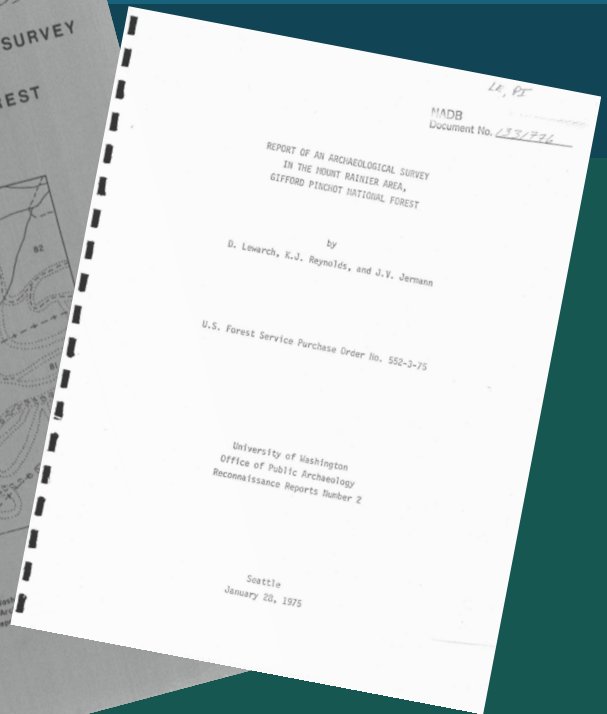 SURVEY
EST
92
LE, PI
NADB
Document No. 1331776
REPORT OF AN ARCHAEOLOGICAL SURVEY
IN THE MOUNT RAINIER AREA,
GIFFORD PINCHOT NATIONAL FOREST
by
D. Lewarch, K.J. Reynolds, and J.V. Jermann
U.S. Forest Service Purchase Order No. 552-3-75
University of Washington
Office of Public Archaeology
Reconnaissance Reports Number 2
Seattle
January 28, 1975